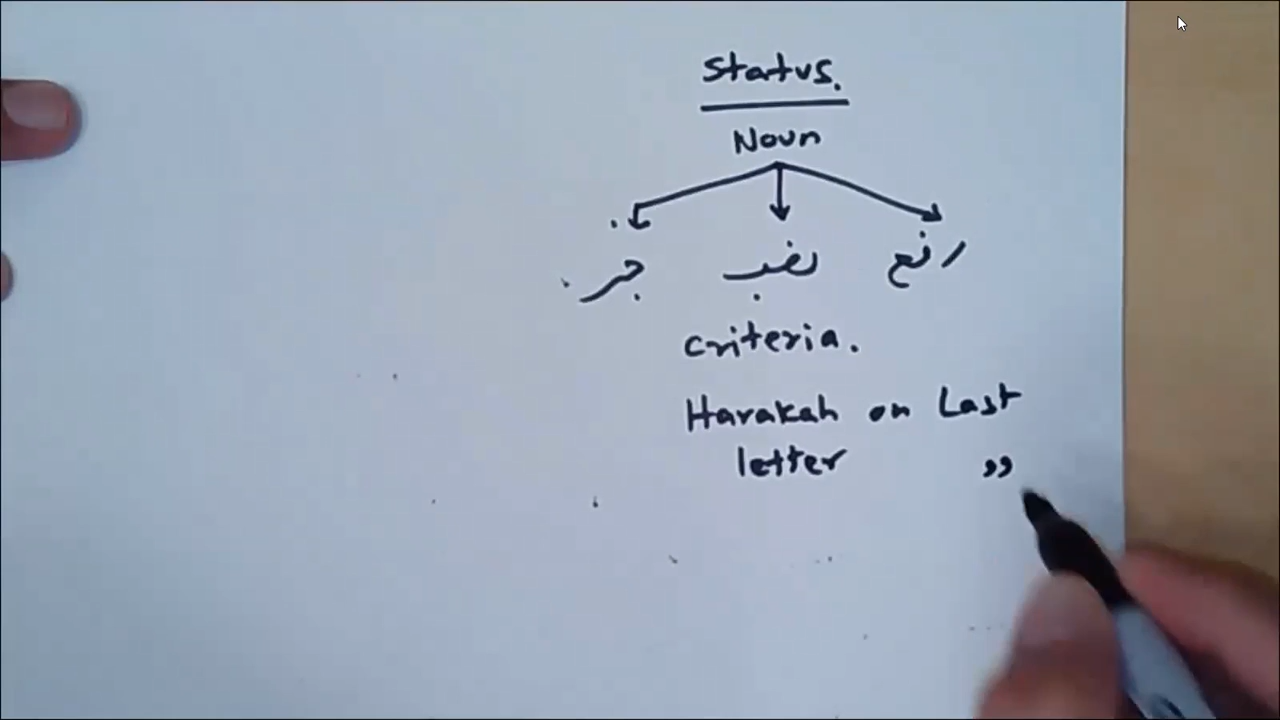 Status.
Noun
رفع نصب جر
criteria.
Harakah on Last
letter ,,